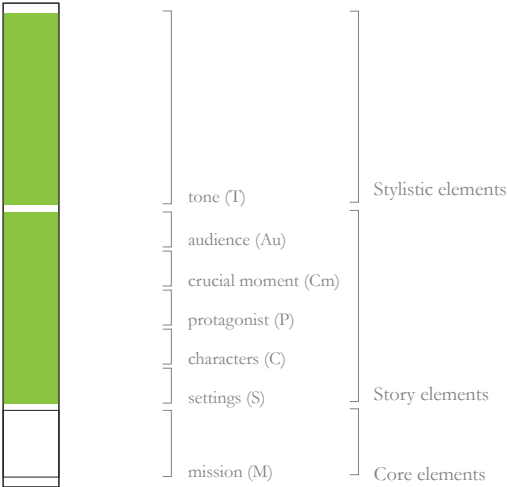 tone (T)
Stylistic elements
audience (Au)
crucial moment (Cm)
protagonist (P)
characters (C)
settings (S)
Story elements
mission (M)
Core elements